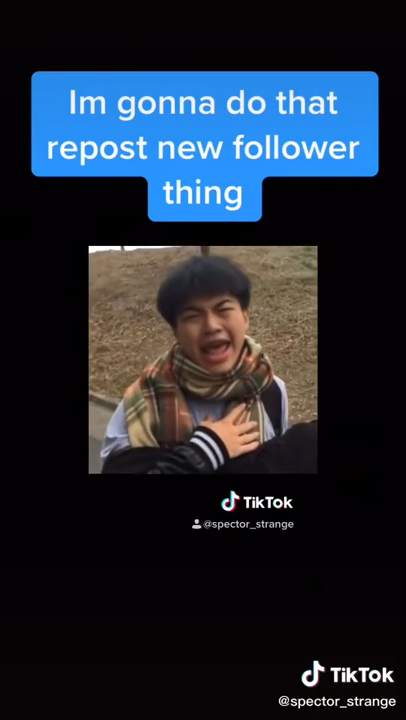 Im gonna do that
repost new follower
thing
TikTok
@spector_strange
TikTok
@spector_strange